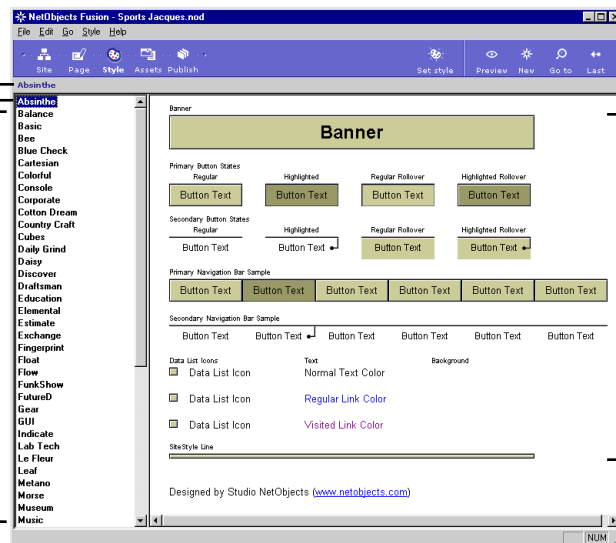 NetObjects Fusion - Sports Jacques.nod
File Edit Go Style Help
Site Page Style Assets Publish Set style Preview New Go to Last
Absinthe
Absinthe
Balance
Basic
Bee
Blue Check
Cartesian
Colorful
Console
Corporate
Cotton Dream
Country Craft
Cubes
Daily Grind
Daisy
Discover
Draftsman
Education
Elemental
Estimate
Exchange
Fingerprint
Float
Flow
FunkShow
FutureD
Gear
GUI
Indicate
Lab Tech
Le Fleur
Leaf
Metano
Morse
Museum
Music
Banner
Banner
Primary Button States
Regular Highlighted Regular Rollover Highlighted Rollover
Button Text Button Text Button Text Button Text
Secondary Button States
Regular Highlighted Regular Rollover Highlighted Rollover
Button Text Button Text Button Text Button Text
Primary Navigation Bar Sample
Button Text Button Text Button Text Button Text Button Text Button Text
Secondary Navigation Bar Sample
Button Text Button Text Button Text Button Text Button Text Button Text
Data List Icons Text Background
Data List Icon Normal Text Color
Data List Icon Regular Link Color
Data List Icon Visited Link Color
SiteStyle Line
Designed by Studio NetObjects (www.netobjects.com)
NUM